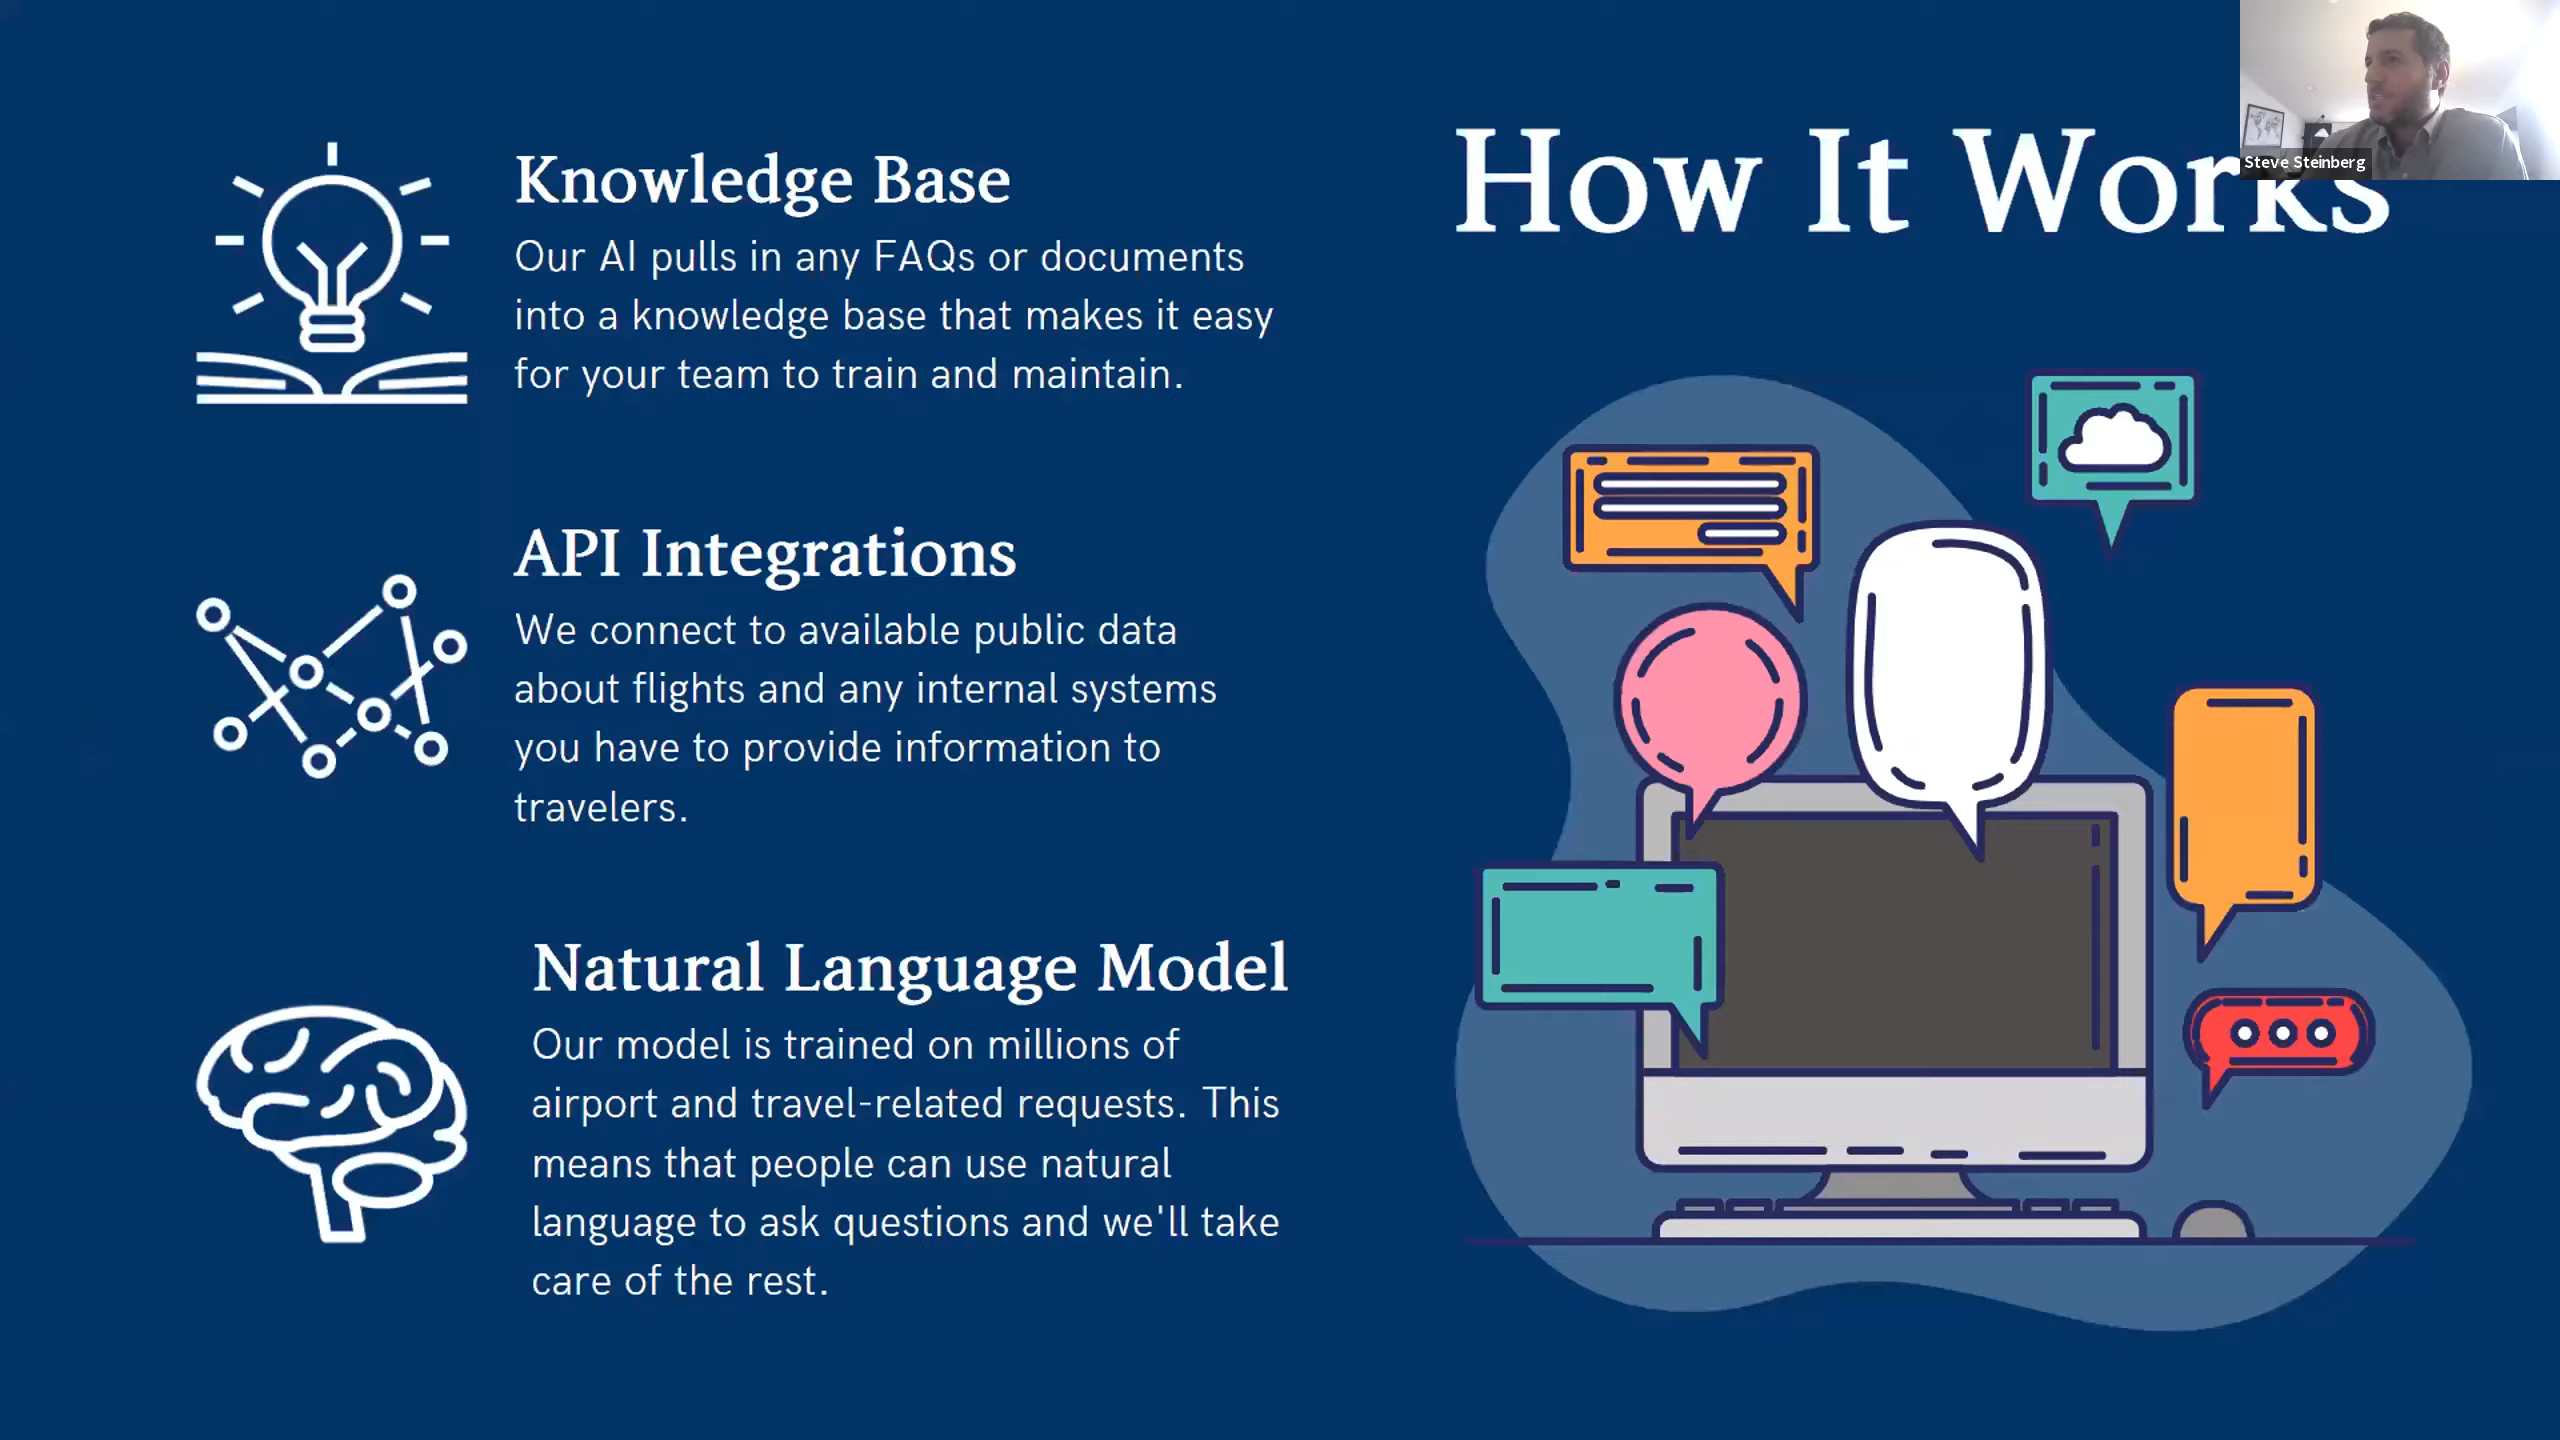 Knowledge Base
Our AI pulls in any FAQs or documents
into a knowledge base that makes it easy
for your team to train and maintain.
API Integrations
We connect to available public data
about flights and any internal systems
you have to provide information to
travelers.
Natural Language Model
Our model is trained on millions of
airport and travel-related requests. This
means that people can use natural
language to ask questions and we'll take
care of the rest.
How It Works
Steve Steinberg